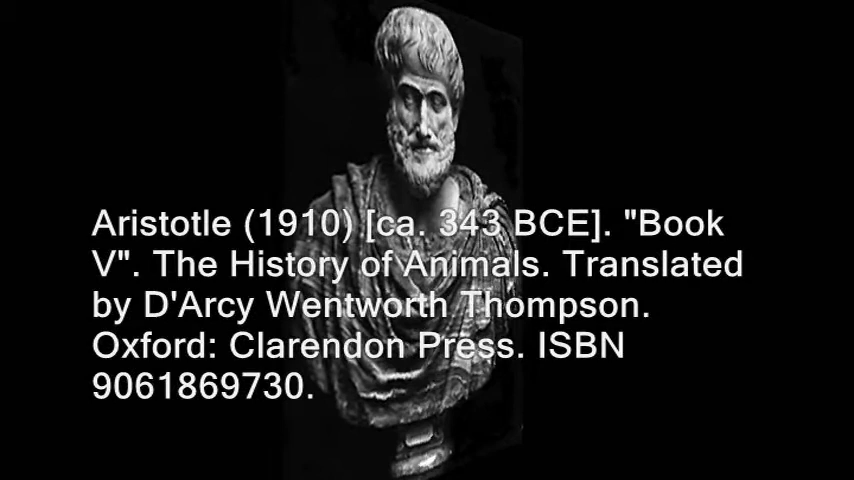 Aristotle (1910) [ca. 343 BCE]. "Book
V". The History of Animals. Translated
by D'Arcy Wentworth Thompson.
Oxford: Clarendon Press. ISBN
9061869730.